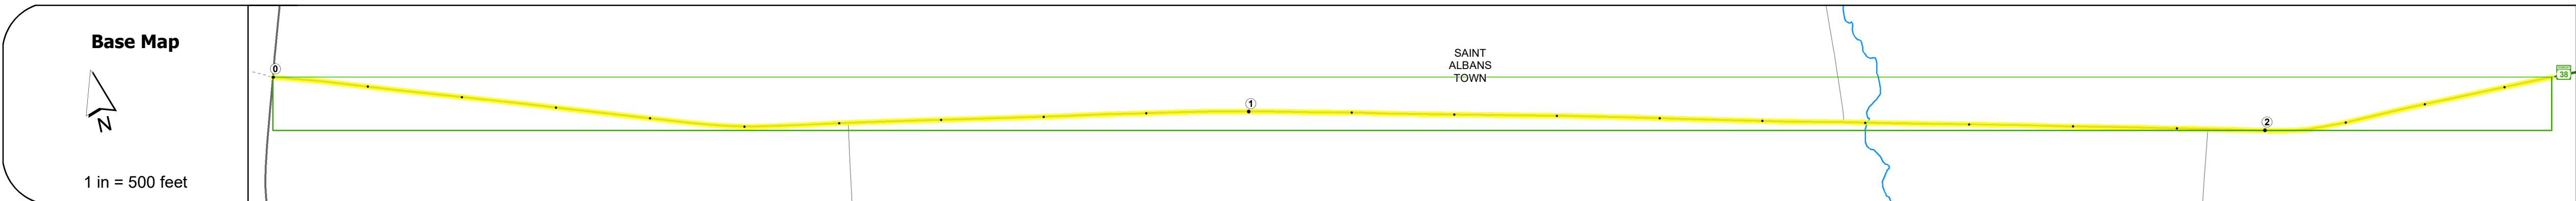 Base Map
N
1 in = 500 feet
0
SAINT
ALBANS
TOWN
1
2
38